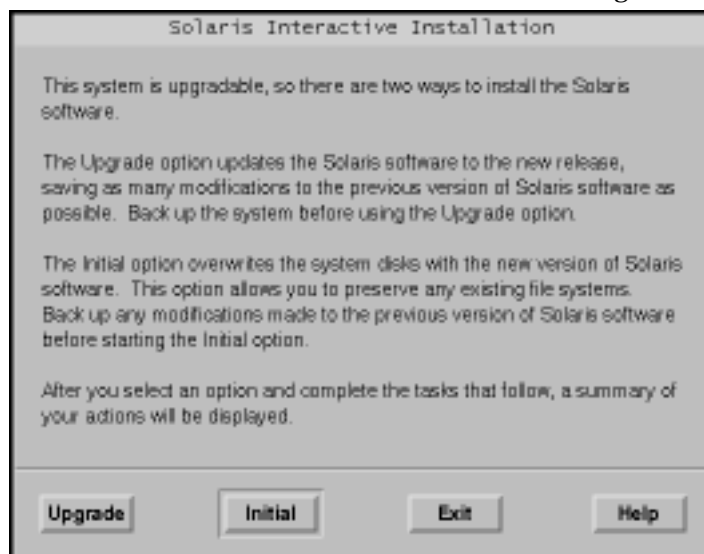 Solaris Interactive Installation
This system is upgradable, so there are two ways to install the Solaris
software.
The Upgrade option updates the Solaris software to the new release,
saving as many modifications to the previous version of Solaris software as
possible. Back up the system before using the Upgrade option.
The Initial option overwrites the system disks with the new version of Solaris
software. This option allows you to preserve any existing file systems.
Back up any modifications made to the previous version of Solaris software
before starting the Initial option.
After you select an option and complete the tasks that follow, a summary of
your actions will be displayed.
Upgrade Initial Exit Help